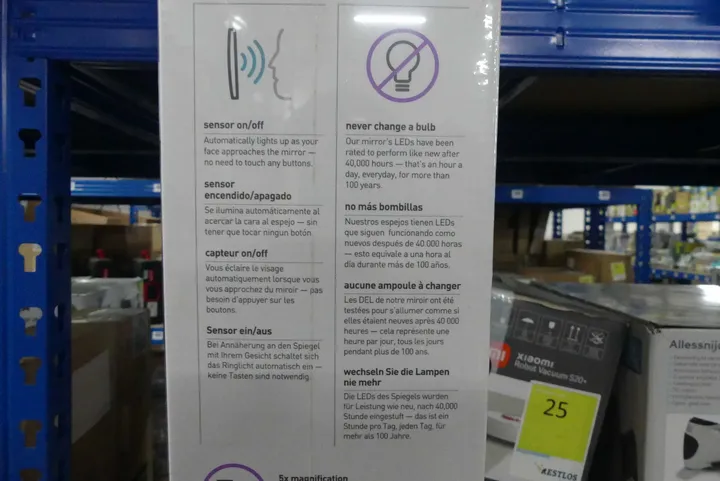 sensor on/off
Automatically lights up as your
face approaches the mirror —
no need to touch any buttons.
sensor
encendido/apagado
Se ilumina automáticamente al
acercar la cara al espejo — sin
tener que tocar ningun botón.
capteur on/off
Vous éclaire le visage
automatiquement lorsque vous
vous approchez du miroir — pas
besoin d'appuyer sur les
boutons.
Sensor ein/aus
Bei Annäherung an den Spiegel
mit Ihrem Gesicht schaltet sich
das Ringlicht automatisch ein —
keine Tasten sind notwendig.
never change a bulb
Our mirror's LEDs have been
rated to perform like new after
40,000 hours — that's an hour a
day, everyday, for more than
100 years.
no más bombillas
Nuestros espejos tienen LEDs
que siguen funcionando como
nuevos después de 40.000 horas
— esto equivale a una hora al
día durante más de 100 años.
aucune ampoule à changer
Les DEL de notre miroir ont été
testées pour s'allumer comme si
elles étaient neuves après 40 000
heures — cela représente une
heure par jour, tous les jours
pendant plus de 100 ans.
wechseln Sie die Lampen
nie mehr
Die LEDs des Spiegels wurden
für Leistung wie neu, nach 40,000
Stunde eingestuft — das ist ein
Stunde pro Tag, jeden Tag, für
mehr als 100 Jahre.
5x magnification
mi
xiaomi
Robot Vacuum S20+
25
AESTLOS
Allessnij